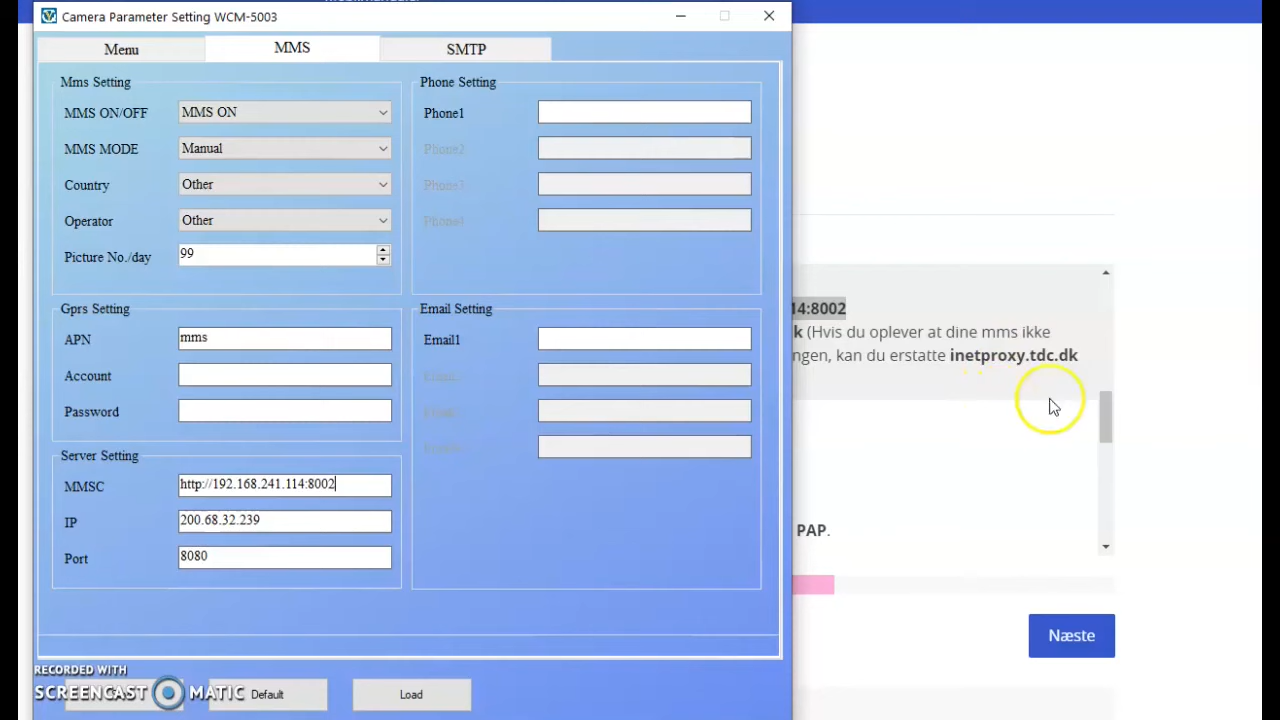 Camera Parameter Setting WCM-5003
Menu
MMS
SMTP
Mms Setting
MMS ON/OFF
MMS ON
MMS MODE
Manual
Country
Other
Operator
Other
Picture No./day
99
Phone Setting
Phone1
Phone2
Gprs Setting
APN
mms
Account
Password
Email Setting
Email1
Server Setting
MMSC
http://192.168.241.114:8002
IP
200.68.32.239
Port
8080
Default
Load
14:8002
k (Hvis du oplever at dine mms ikke
ngen, kan du erstatte inetproxy.tdc.dk
PAP.
Næste
RECORDED WITH
SCREENCAST MATIC